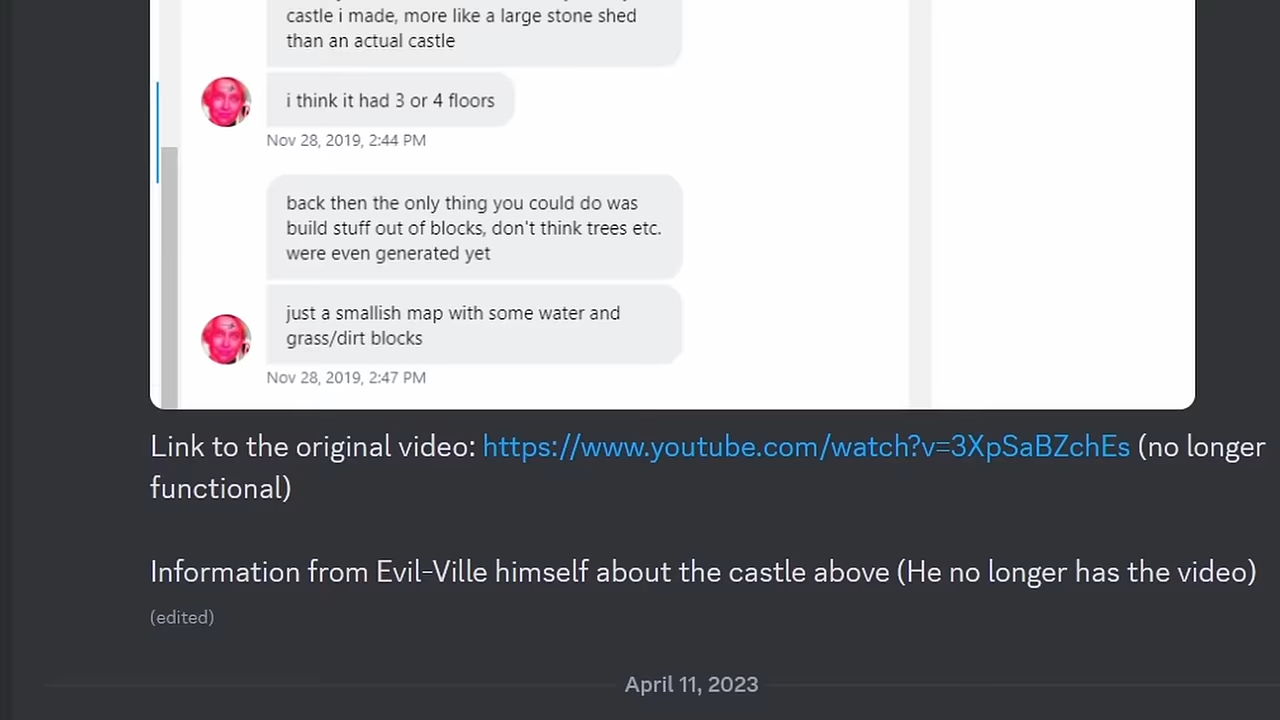 castle i made, more like a large stone shed
than an actual castle
i think it had 3 or 4 floors
Nov 28, 2019, 2:44 PM
back then the only thing you could do was
build stuff out of blocks, don't think trees etc.
were even generated yet
just a smallish map with some water and
grass/dirt blocks
Nov 28, 2019, 2:47 PM
Link to the original video: https://www.youtube.com/watch?v=3XpSaBZchEs (no longer
functional)
Information from Evil-Ville himself about the castle above (He no longer has the video)
(edited)
April 11, 2023